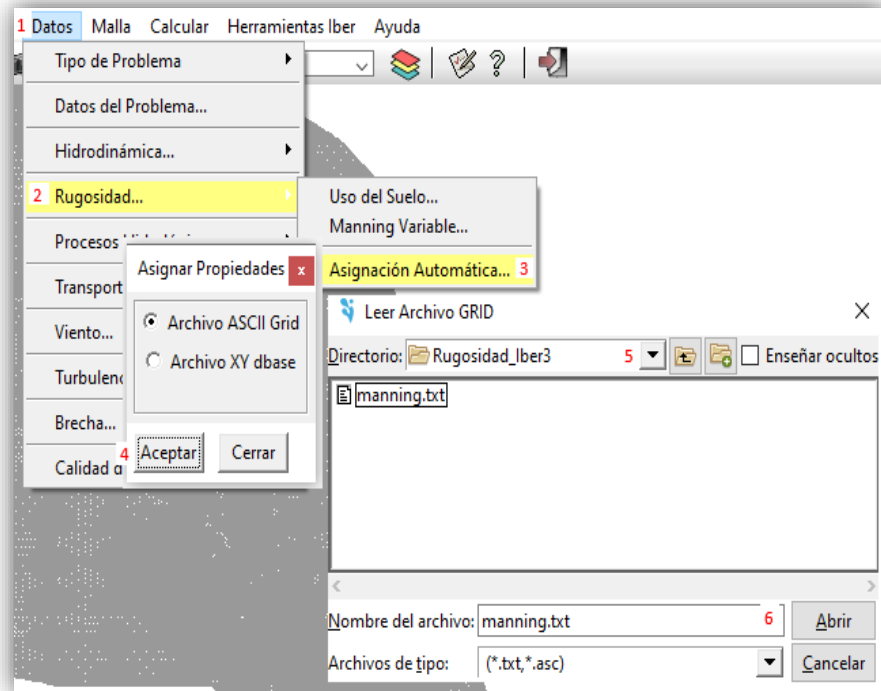 1 Datos Malla Calcular Herramientas Iber Ayuda
Tipo de Problema
Datos del Problema...
Hidrodinámica...
2 Rugosidad...
Uso del Suelo...
Manning Variable...
Asignación Automática... 3
Procesos
Transport
Viento...
Turbulenc
Brecha...
Calidad d
Asignar Propiedades x
Archivo ASCII Grid
Archivo XY dbase
4 Aceptar Cerrar
Leer Archivo GRID
Directorio: Rugosidad_Iber3 5 Enseñar ocultos
manning.txt
Nombre del archivo: manning.txt 6 Abrir
Archivos de tipo: (*.txt,*.asc) Cancelar